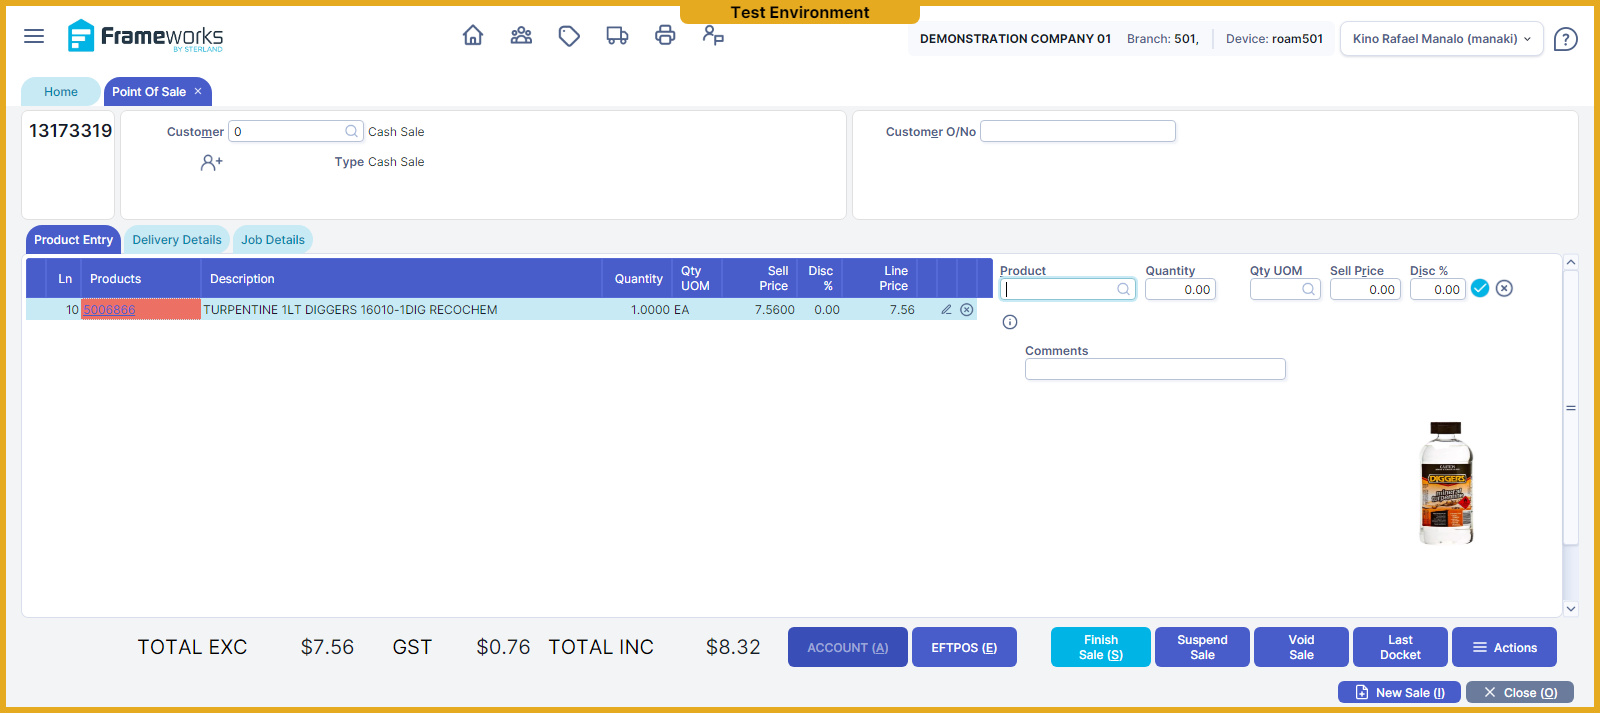 Test Environment
Frameworks
BY STERLAND
DEMONSTRATION COMPANY 01 Branch: 501, Device: roam501 Kino Rafael Manalo (manaki)
Home Point Of Sale
13173319
Customer 0 Cash Sale
Type Cash Sale
Customer O/No
Product Entry Delivery Details Job Details
Ln Products Description Quantity Qty UOM Sell Price Disc % Line Price
10 5006866 TURPENTINE 1LT DIGGERS 16010-1DIG RECOCHEM 1.0000 EA 7.5600 0.00 7.56
Product Quantity Qty UOM Sell Price Disc %
0.00 0.00 0.00
Comments
DIGGERS
mineral turpentine
TOTAL EXC $7.56 GST $0.76 TOTAL INC $8.32
ACCOUNT (A) EFTPOS (E)
Finish Sale (S)
Suspend Sale
Void Sale
Last Docket
Actions
New Sale (I) Close (O)